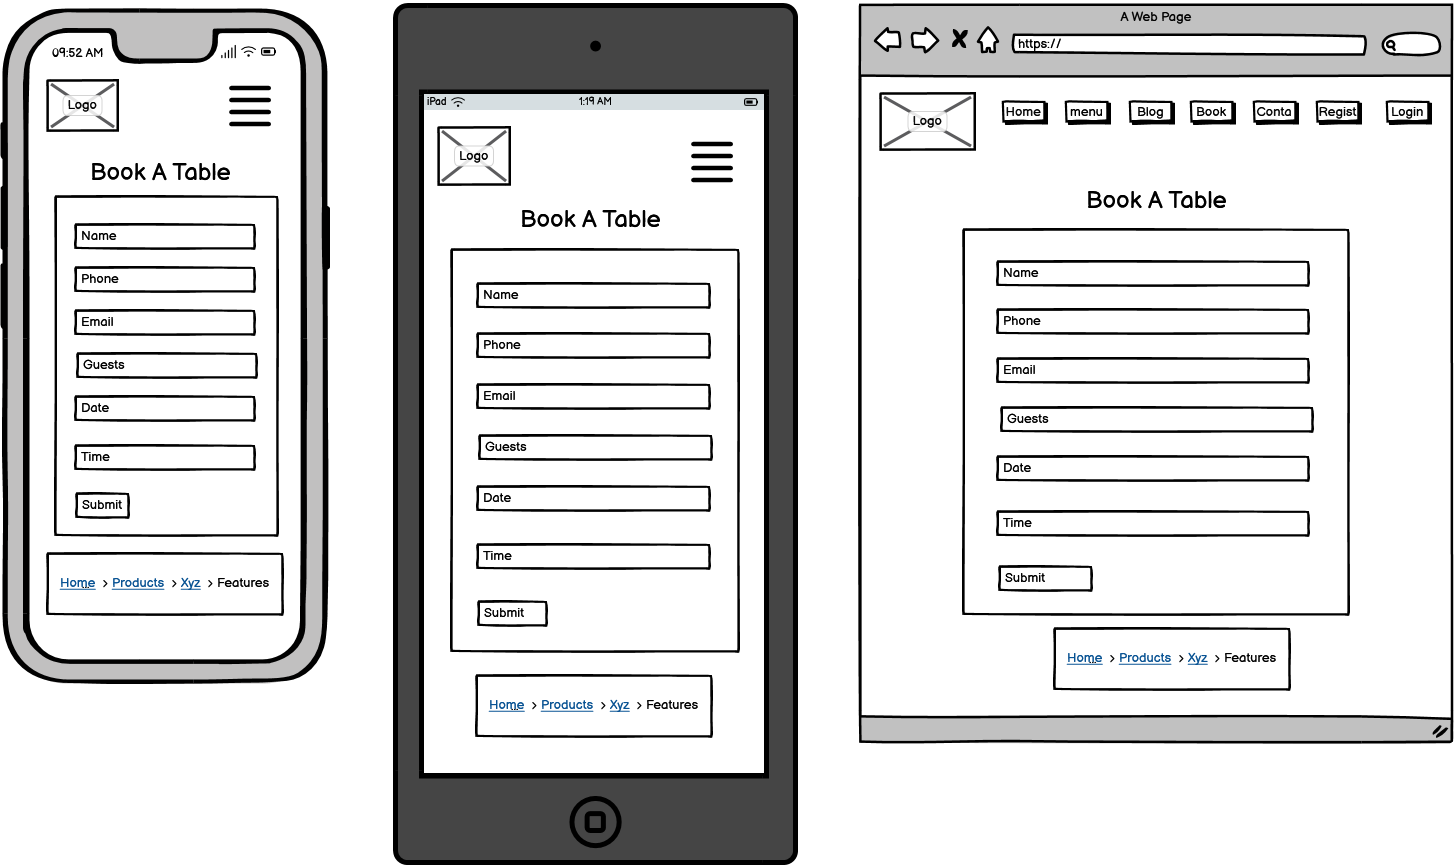 09:52 AM
Logo
Book A Table
Name
Phone
Email
Guests
Date
Time
Submit
Home > Products > Xyz > Features
iPad 1:19 AM
Logo
Book A Table
Name
Phone
Email
Guests
Date
Time
Submit
Home > Products > Xyz > Features
A Web Page
https://
Logo Home menu Blog Book Conta Regist Login
Book A Table
Name
Phone
Email
Guests
Date
Time
Submit
Home > Products > Xyz > Features